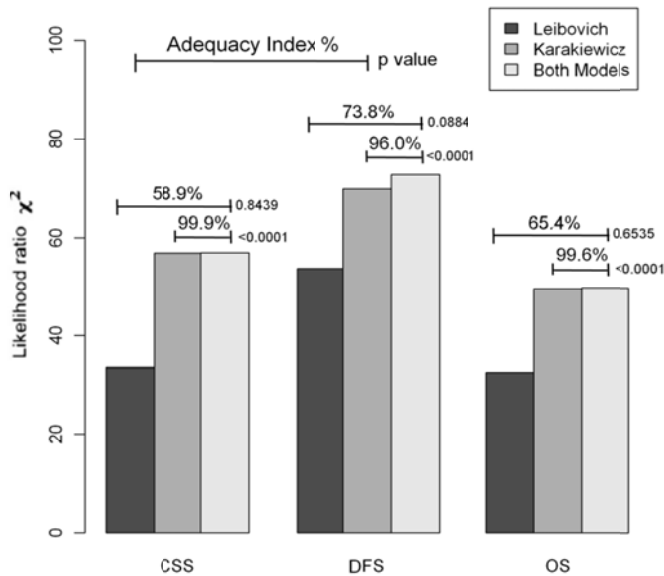 Leibovich
Karakiewicz
Both Models
Adequacy Index %
p value
Likelihood ratio χ²
100
80
60
40
20
0
58.9%
0.8439
99.9%
<0.0001
73.8%
0.0884
96.0%
<0.0001
65.4%
0.6535
99.6%
<0.0001
CSS
DFS
OS